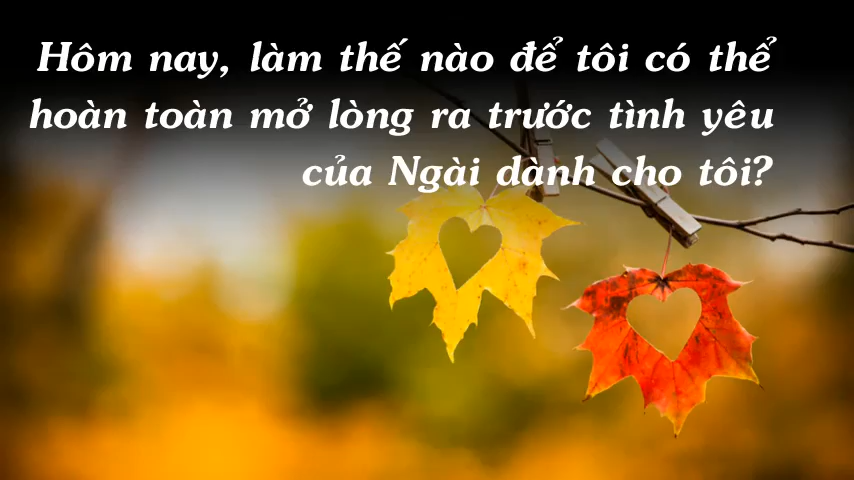 Hôm nay, làm thế nào để tôi có thể
hoàn toàn mở lòng ra trước tình yêu
của Ngài dành cho tôi?